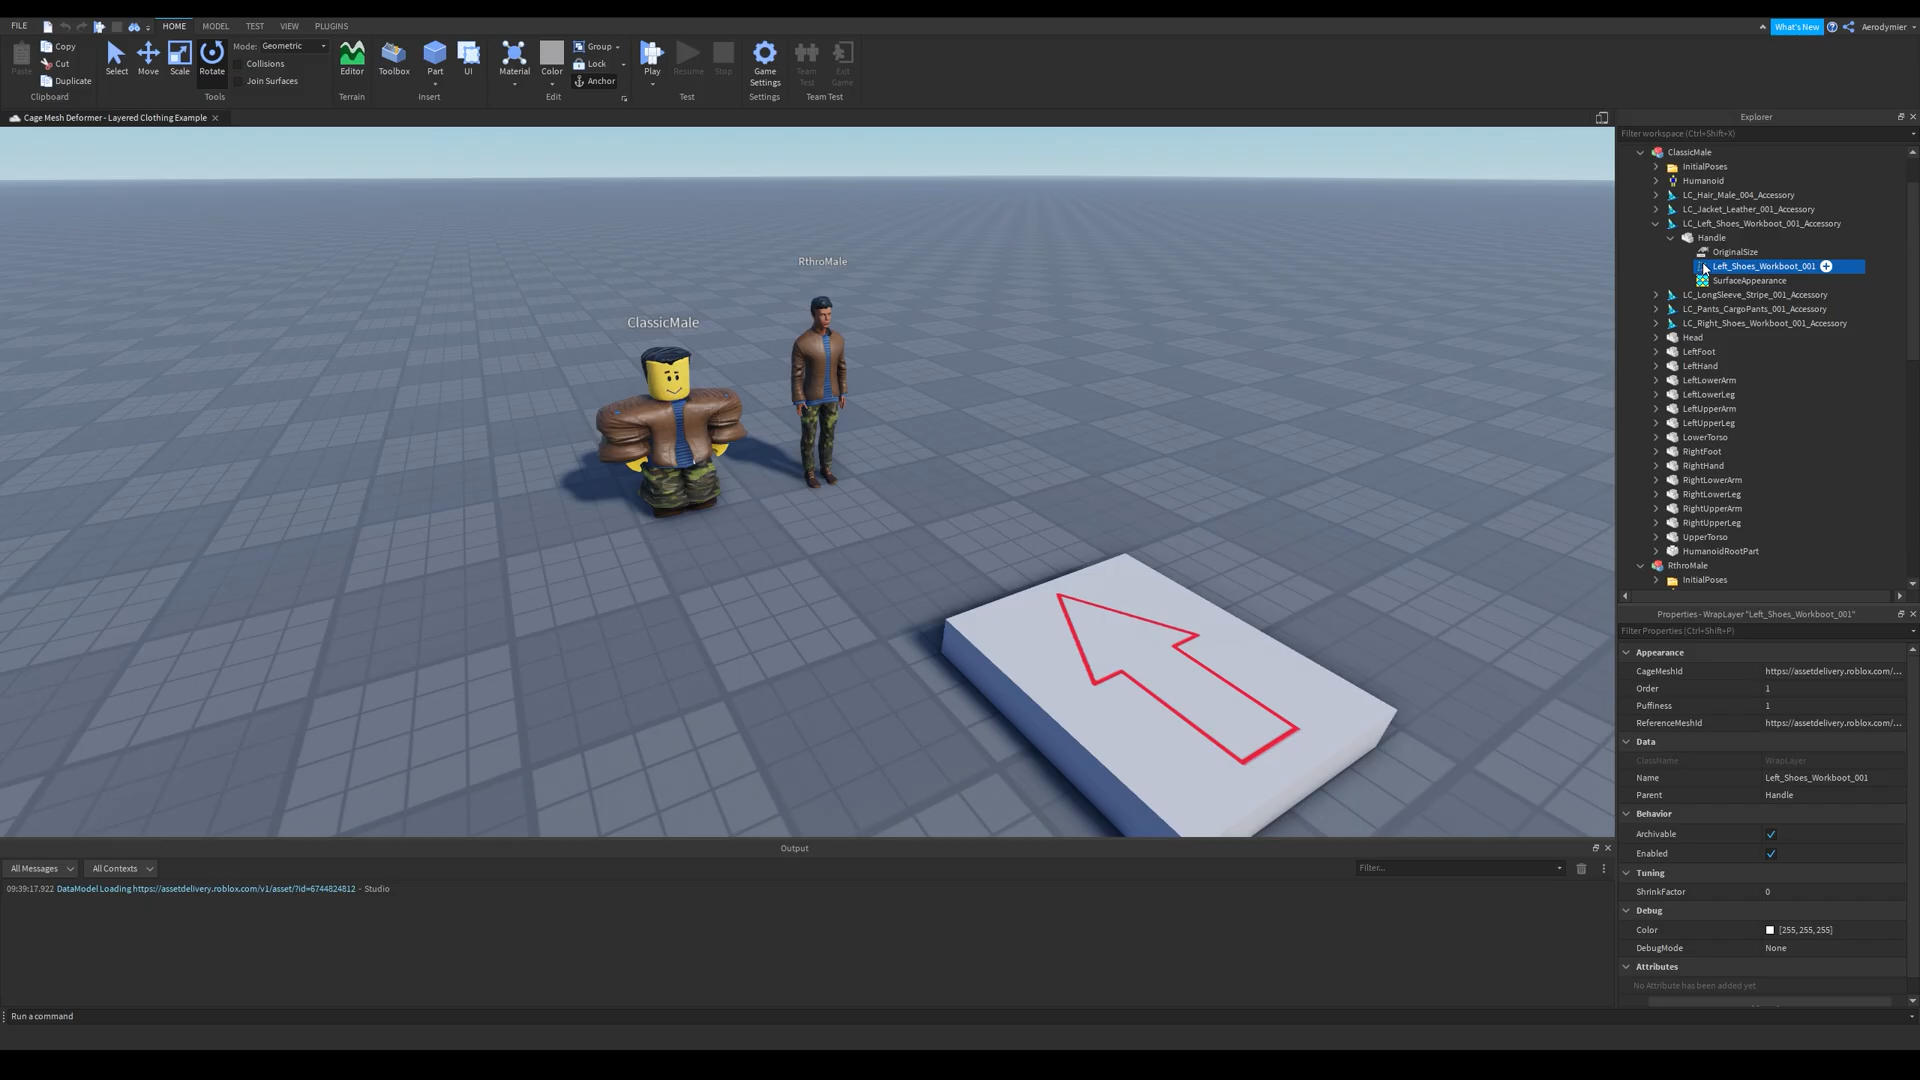 FILE HOME MODEL TEST VIEW PLUGINS What's New Aerodymier
Paste Copy Cut Duplicate Clipboard
Select Move Scale Rotate Mode: Geometric Collisions Join Surfaces Tools
Editor Terrain
Toolbox Part UI Insert
Material Color Group Lock Anchor Edit
Play Resume Stop Test
Game Settings Settings
Team Test Exit Game Team Test
Cage Mesh Deformer - Layered Clothing Example
RthroMale
ClassicMale
Explorer
Filter workspace (Ctrl+Shift+X)
ClassicMale
InitialPoses
Humanoid
LC_Hair_Male_004_Accessory
LC_Jacket_Leather_001_Accessory
LC_Left_Shoes_Workboot_001_Accessory
Handle
OriginalSize
Left_Shoes_Workboot_001
SurfaceAppearance
LC_LongSleeve_Stripe_001_Accessory
LC_Pants_CargoPants_001_Accessory
LC_Right_Shoes_Workboot_001_Accessory
Head
LeftFoot
LeftHand
LeftLowerArm
LeftLowerLeg
LeftUpperArm
LeftUpperLeg
LowerTorso
RightFoot
RightHand
RightLowerArm
RightLowerLeg
RightUpperArm
RightUpperLeg
UpperTorso
HumanoidRootPart
RthroMale
InitialPoses
Properties - WrapLayer "Left_Shoes_Workboot_001"
Filter Properties (Ctrl+Shift+P)
Appearance
CageMeshId https://assetdelivery.roblox.com/...
Order 1
Puffiness 1
ReferenceMeshId https://assetdelivery.roblox.com/...
Data
ClassName WrapLayer
Name Left_Shoes_Workboot_001
Parent Handle
Behavior
Archivable
Enabled
Tuning
ShrinkFactor 0
Debug
Color [255, 255, 255]
DebugMode None
Attributes
No Attribute has been added yet
Output
All Messages All Contexts Filter...
09:39:17.922 DataModel Loading https://assetdelivery.roblox.com/v1/asset/?id=6744824812 - Studio
Run a command